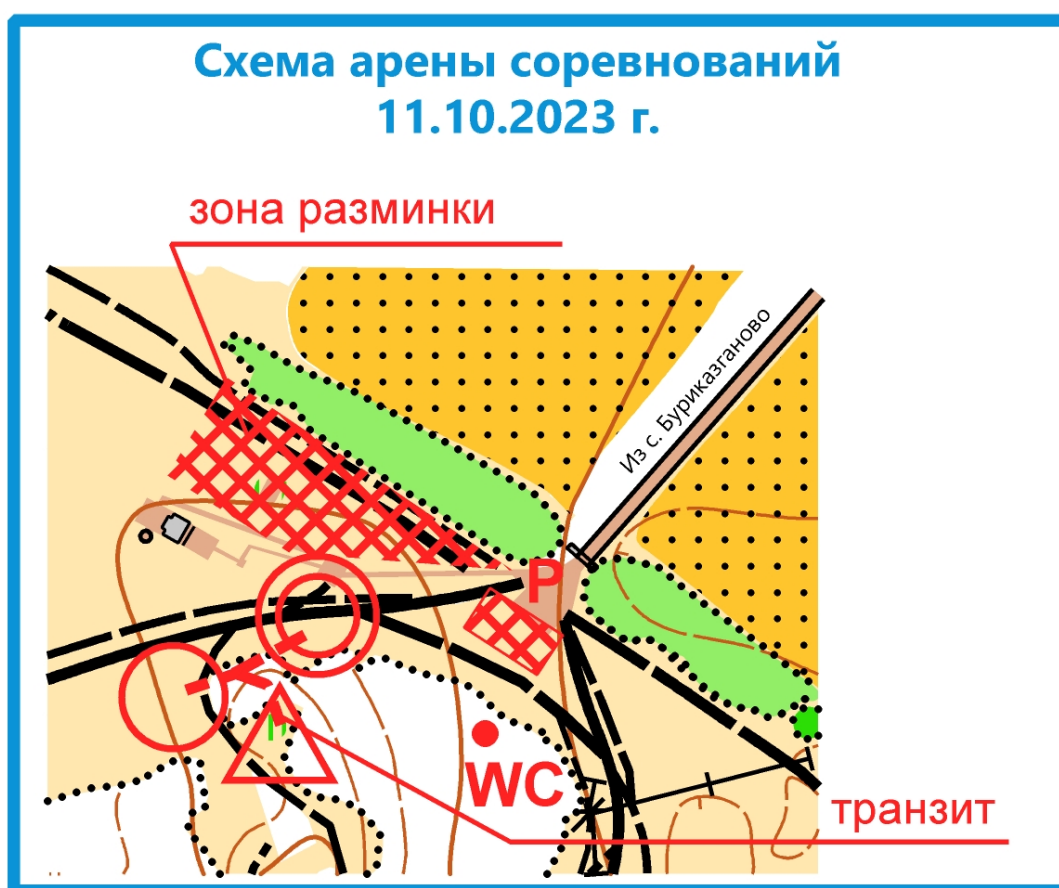 Схема арены соревнований
11.10.2023 г.
зона разминки
Из с. Буриказганово
P
WC
транзит